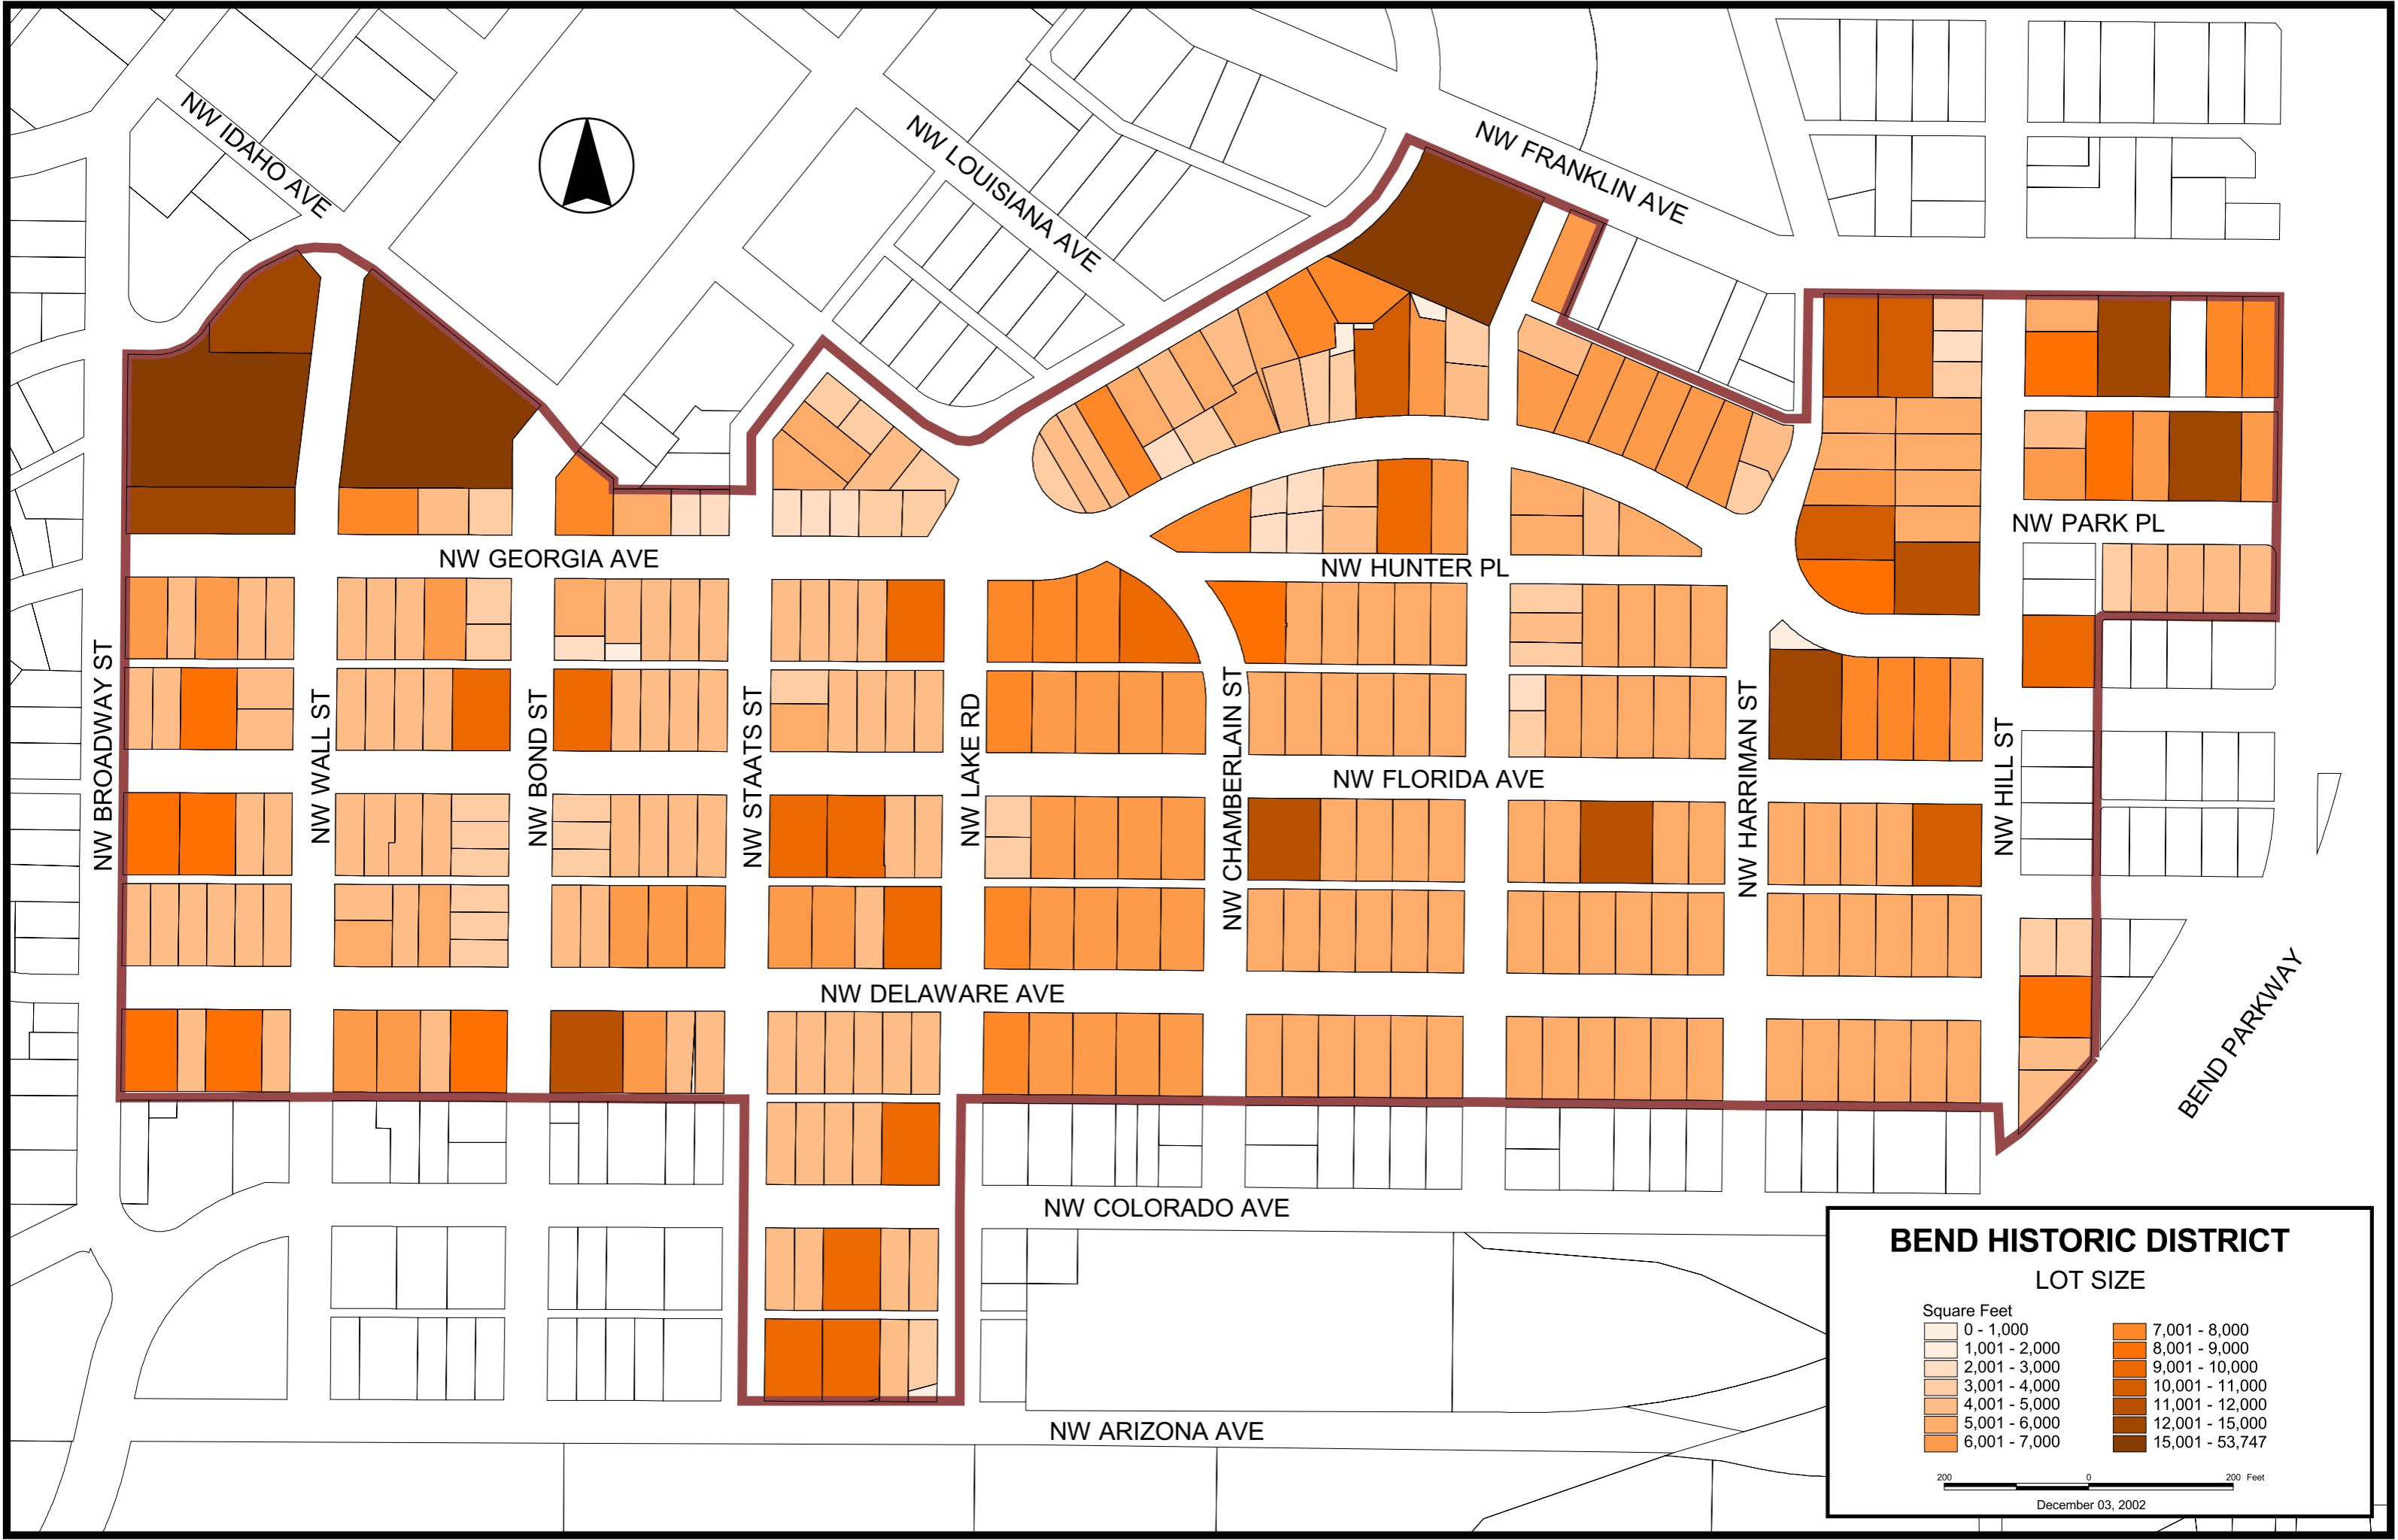 NW IDAHO AVE
NW LOUISIANA AVE
NW FRANKLIN AVE
NW PARK PL
NW GEORGIA AVE
NW HUNTER PL
NW BROADWAY ST
NW WALL ST
NW BOND ST
NW STAATS ST
NW LAKE RD
NW CHAMBERLAIN ST
NW HARRIMAN ST
NW HILL ST
NW FLORIDA AVE
NW DELAWARE AVE
BEND PARKWAY
NW COLORADO AVE
NW ARIZONA AVE
BEND HISTORIC DISTRICT
LOT SIZE
Square Feet
0 - 1,000
1,001 - 2,000
2,001 - 3,000
3,001 - 4,000
4,001 - 5,000
5,001 - 6,000
6,001 - 7,000
7,001 - 8,000
8,001 - 9,000
9,001 - 10,000
10,001 - 11,000
11,001 - 12,000
12,001 - 15,000
15,001 - 53,747
200 0 200 Feet
December 03, 2002